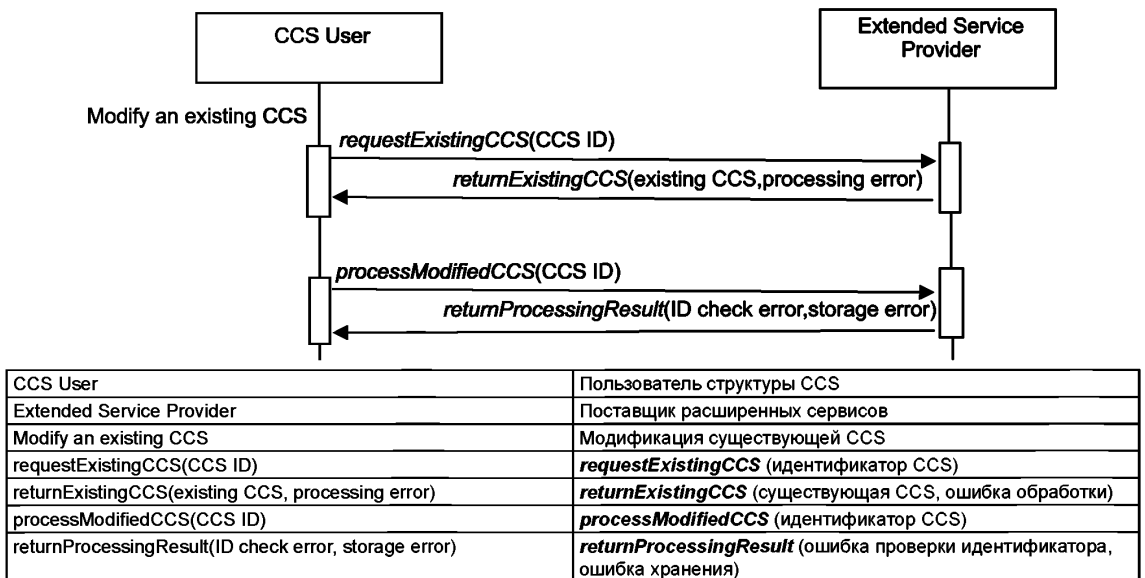 CCS User
Extended Service
Provider
Modify an existing CCS
requestExistingCCS(CCS ID)
returnExistingCCS(existing CCS,processing error)
processModifiedCCS(CCS ID)
returnProcessingResult(ID check error,storage error)
CCS User Пользователь структуры CCS
Extended Service Provider Поставщик расширенных сервисов
Modify an existing CCS Модификация существующей CCS
requestExistingCCS(CCS ID) requestExistingCCS (идентификатор CCS)
returnExistingCCS(existing CCS, processing error) returnExistingCCS (существующая CCS, ошибка обработки)
processModifiedCCS(CCS ID) processModifiedCCS (идентификатор CCS)
returnProcessingResult(ID check error, storage error) returnProcessingResult (ошибка проверки идентификатора,
ошибка хранения)